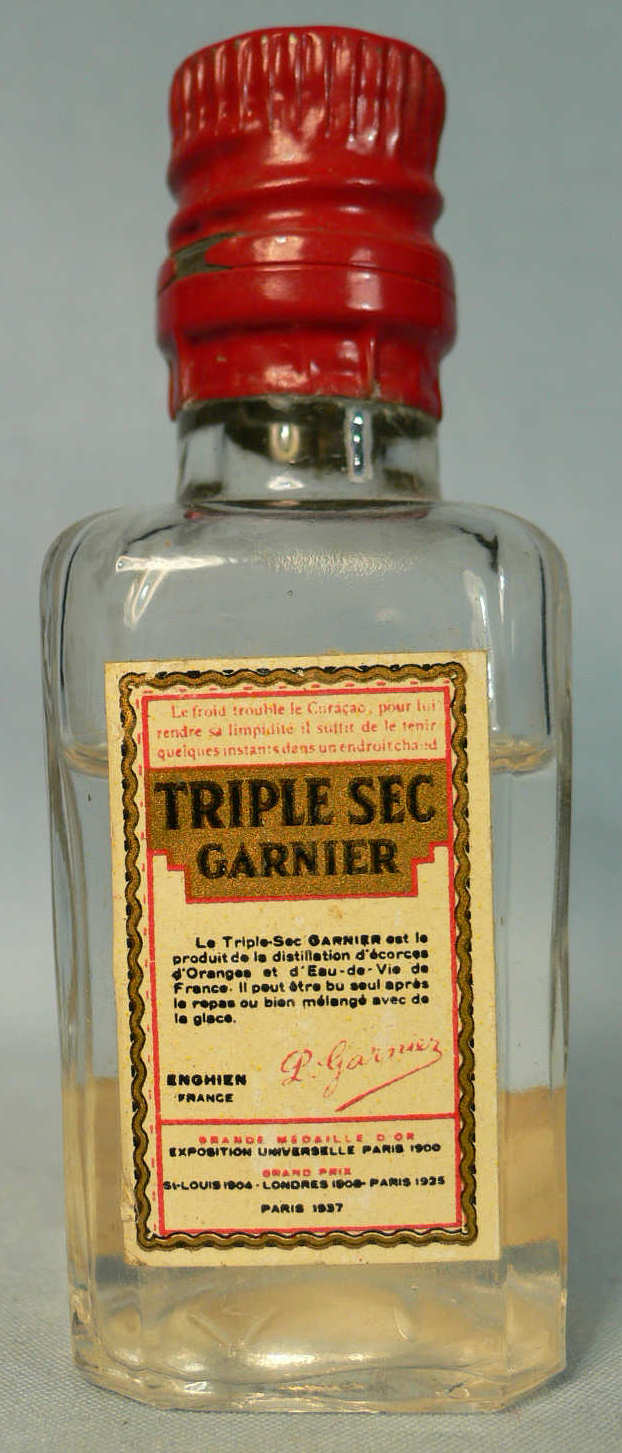 Le froid trouble le Curaçao, pour lui
rendre sa limpidité il suffit de le tenir
quelques instants dans un endroit chaud
TRIPLE SEC
GARNIER
Le Triple-Sec GARNIER est le
produit de la distillation d'écorces
d'Oranges et d'Eau-de-Vie de
France. Il peut être bu seul après
le repas ou bien mélangé avec de
la glace.
P. Garnier
ENGHIEN
FRANCE
GRANDE MÉDAILLE D'OR
EXPOSITION UNIVERSELLE PARIS 1900
GRAND PRIX
St-LOUIS 1904 - LONDRES 1908 - PARIS 1925
PARIS 1937